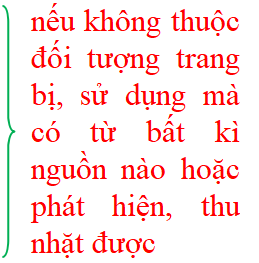 nếu không thuộc
đối tượng trang
bị, sử dụng mà
có từ bất kì
nguồn nào hoặc
phát hiện, thu
nhặt được